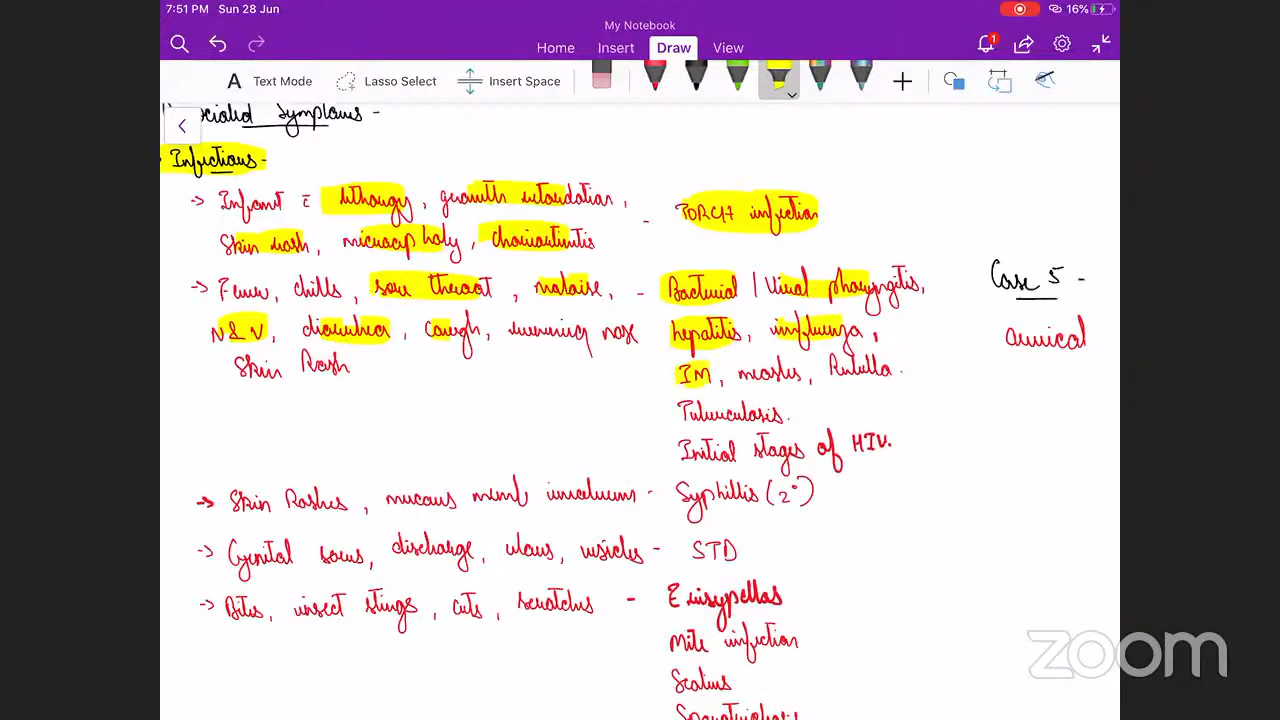 7:51 PM Sun 28 Jun
16%
My Notebook
Home Insert Draw View
1
A Text Mode Lasso Select Insert Space
Symptoms -
Infections -
-> Infant c lethargy, growth retardation, - TORCH infection
Skin rash, microcephaly, chorioretinitis
-> Fever, chills, sore throat, malaise, - Bacterial / Viral pharyngitis,
N & V, diarrhea, cough, running nose hepatitis, influenza,
Skin Rash
IM, measles, Rubella.
Tuberculosis.
Initial stages of HIV.
Case 5 -
cervical
-> Skin Rashes, mucous memb involvem - Syphillis (2°)
-> Genital sores, discharge, ulcers, vesicles - STD
-> Bites, insect stings, cuts, scratches - Erisypellas
Mite infection
Scabies
zoom